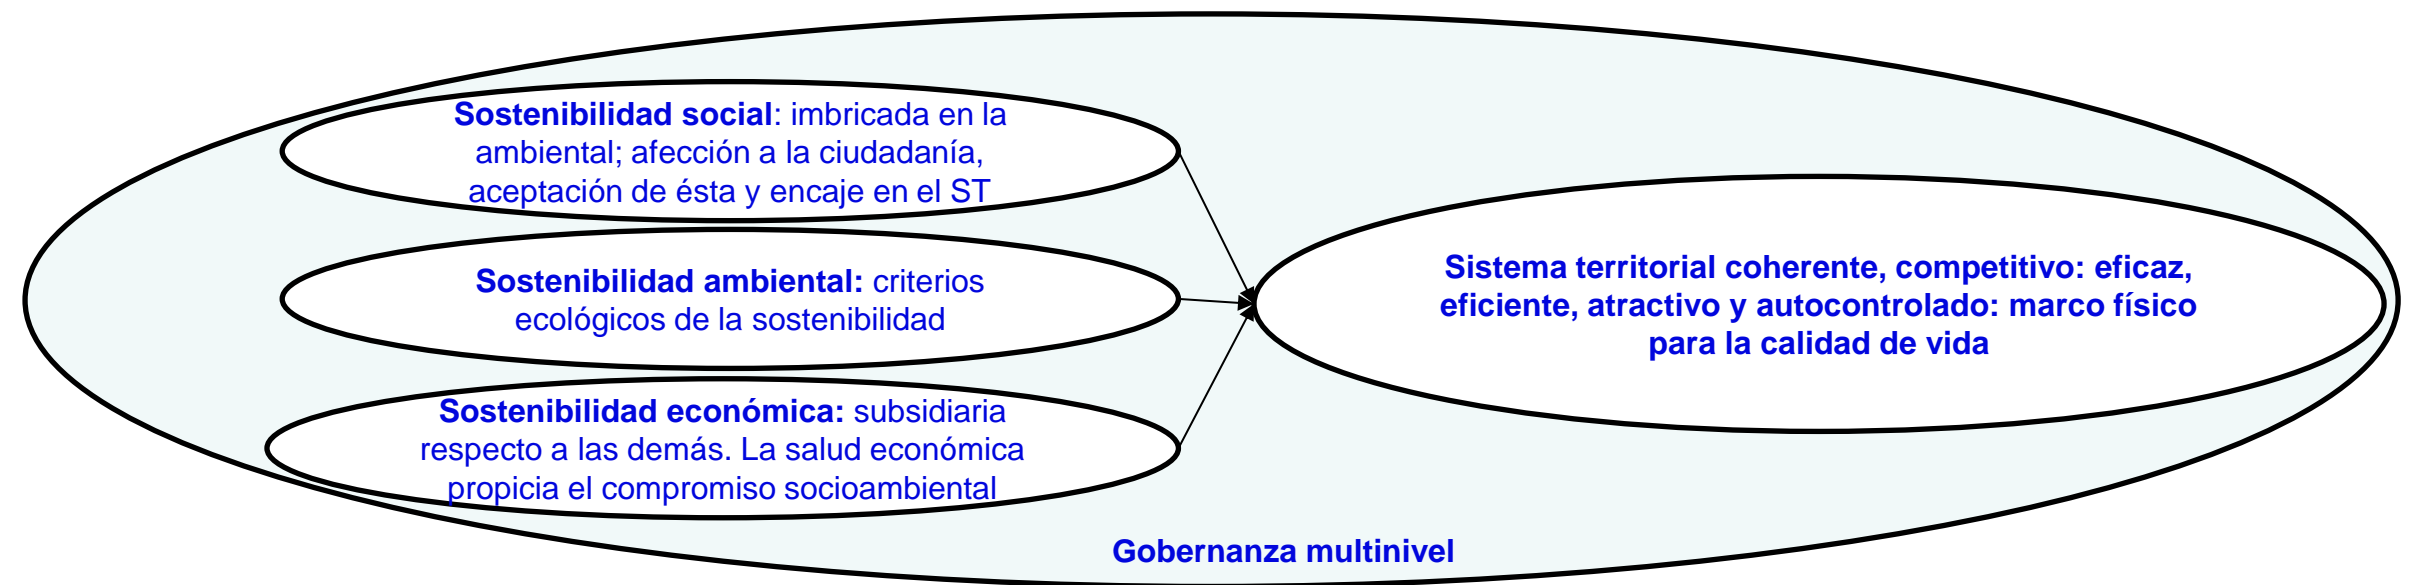 Sostenibilidad social: imbricada en la
ambiental; afección a la ciudadanía,
aceptación de ésta y encaje en el ST
Sostenibilidad ambiental: criterios
ecológicos de la sostenibilidad
Sostenibilidad económica: subsidiaria
respecto a las demás. La salud económica
propicia el compromiso socioambiental
Sistema territorial coherente, competitivo: eficaz,
eficiente, atractivo y autocontrolado: marco físico
para la calidad de vida
Gobernanza multinivel